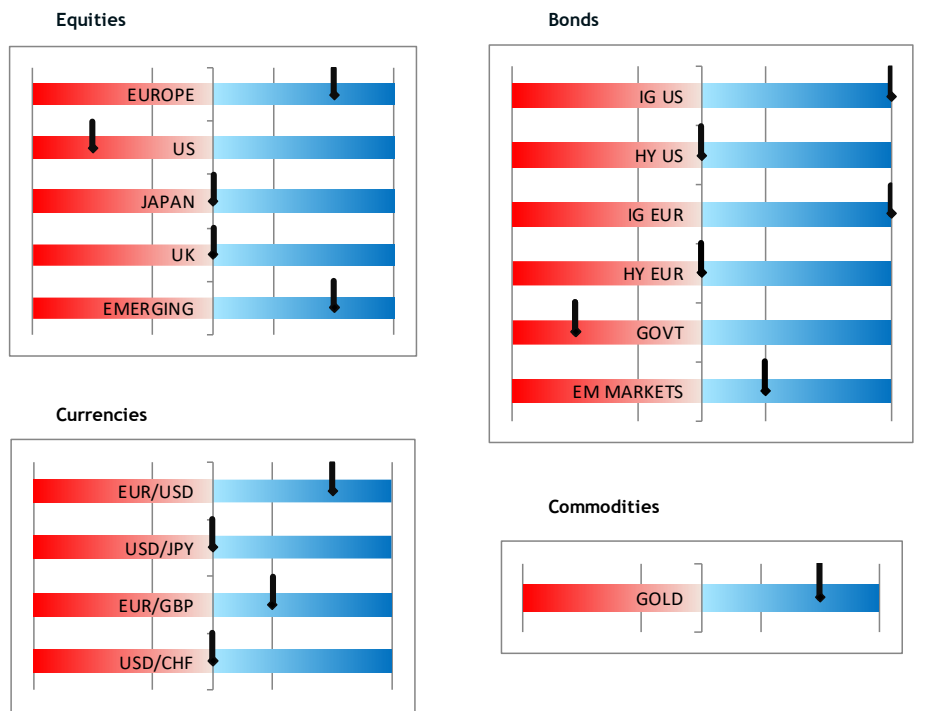 Equities
EUROPE
US
JAPAN
UK
EMERGING
Bonds
IG US
HY US
IG EUR
HY EUR
GOVT
EM MARKETS
Currencies
EUR/USD
USD/JPY
EUR/GBP
USD/CHF
Commodities
GOLD